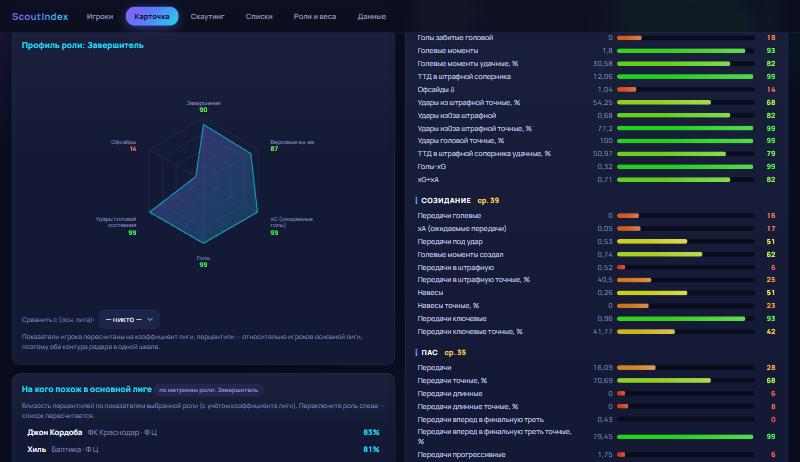 ScoutIndex Игроки Карточка Скаутинг Списки Роли и веса Данные
Профиль роли: Завершитель
Завершение
90
Офсайды
14
Верховые ед-ва
87
Удары головой
составная
99
xG (ожидаемые
голы)
99
Голы
99
Сравнить с (осн. лига): — никто —
Показатели игрока пересчитаны на коэффициент лиги, перцентили — относительно игроков основной лиги,
поэтому оба контура радара в одной шкале.
На кого похож в основной лиге по метрикам роли: Завершитель
Близость перцентилей по показателям выбранной роли (с учётом коэффициента лиги). Переключите роль слева —
список пересчитается.
Джон Кордоба ФК Краснодар · Ф Ц 83%
Хиль Балтика · Ф Ц 81%
Голы забитые головой 0 18
Голевые моменты 1,8 93
Голевые моменты удачные, % 30,58 82
ТТД в штрафной соперника 12,06 99
Офсайды ⇩ 1,04 14
Удары из штрафной точные, % 54,25 68
Удары из0за штрафной 0,68 82
Удары из0за штрафной точные, % 77,2 99
Удары головой точные, % 100 99
ТТД в штрафной соперника удачные, % 50,97 79
Голы-xG 0,32 99
xG+xA 0,71 82
СОЗИДАНИЕ ср. 39
Передачи голевые 0 16
xA (ожидаемые передачи) 0,05 17
Передачи под удар 0,53 51
Голевые моменты создал 0,74 62
Передачи в штрафную 0,52 6
Передачи в штрафную точные, % 40,5 25
Навесы 0,26 51
Навесы точные, % 0 23
Передачи ключевые 0,96 93
Передачи ключевые точные, % 41,77 42
ПАС ср. 35
Передачи 16,09 28
Передачи точные, % 70,69 68
Передачи длинные 0 6
Передачи длинные точные, % 0 8
Передачи вперед в финальную треть 0,43 0
Передачи вперед в финальную треть точные,
% 79,45 99
Передачи прогрессивные 1,75 6